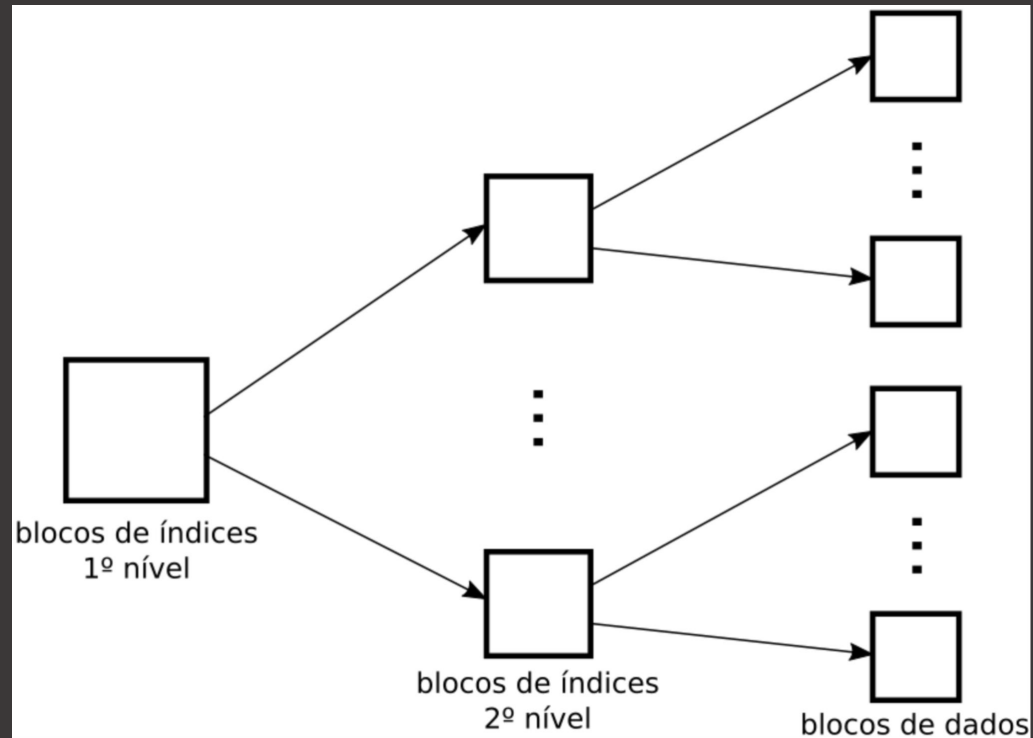 blocos de índices
1º nível
blocos de índices
2º nível
blocos de dados